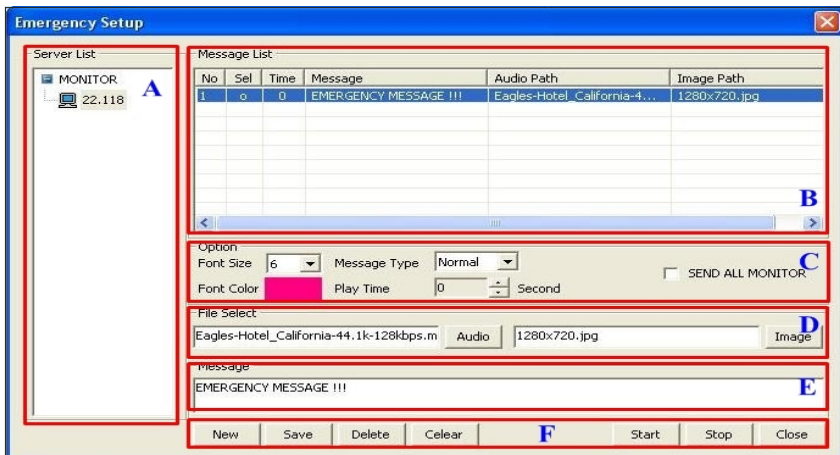 Emergency Setup
Server List
MONITOR
22.118
A
Message List
No Sel Time Message Audio Path Image Path
1 o 0 EMERGENCY MESSAGE !!! Eagles-Hotel_California-4... 1280x720.jpg
B
Option
Font Size 6 Message Type Normal
SEND ALL MONITOR
C
Font Color Play Time 0 Second
File Select
Eagles-Hotel_California-44.1k-128kbps.m Audio 1280x720.jpg Image
D
Message
EMERGENCY MESSAGE !!!
E
New Save Delete Celear F Start Stop Close